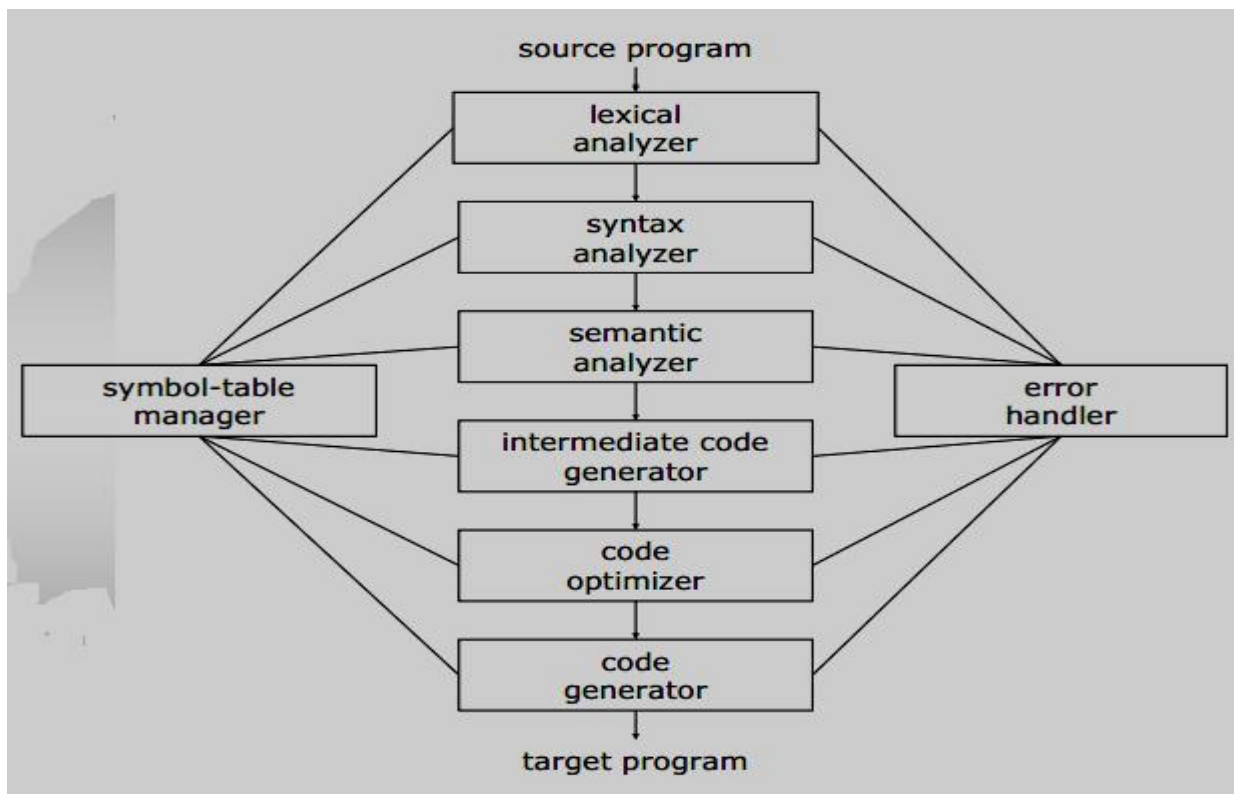 source program
lexical
analyzer
syntax
analyzer
semantic
analyzer
symbol-table
manager
error
handler
intermediate code
generator
code
optimizer
code
generator
target program